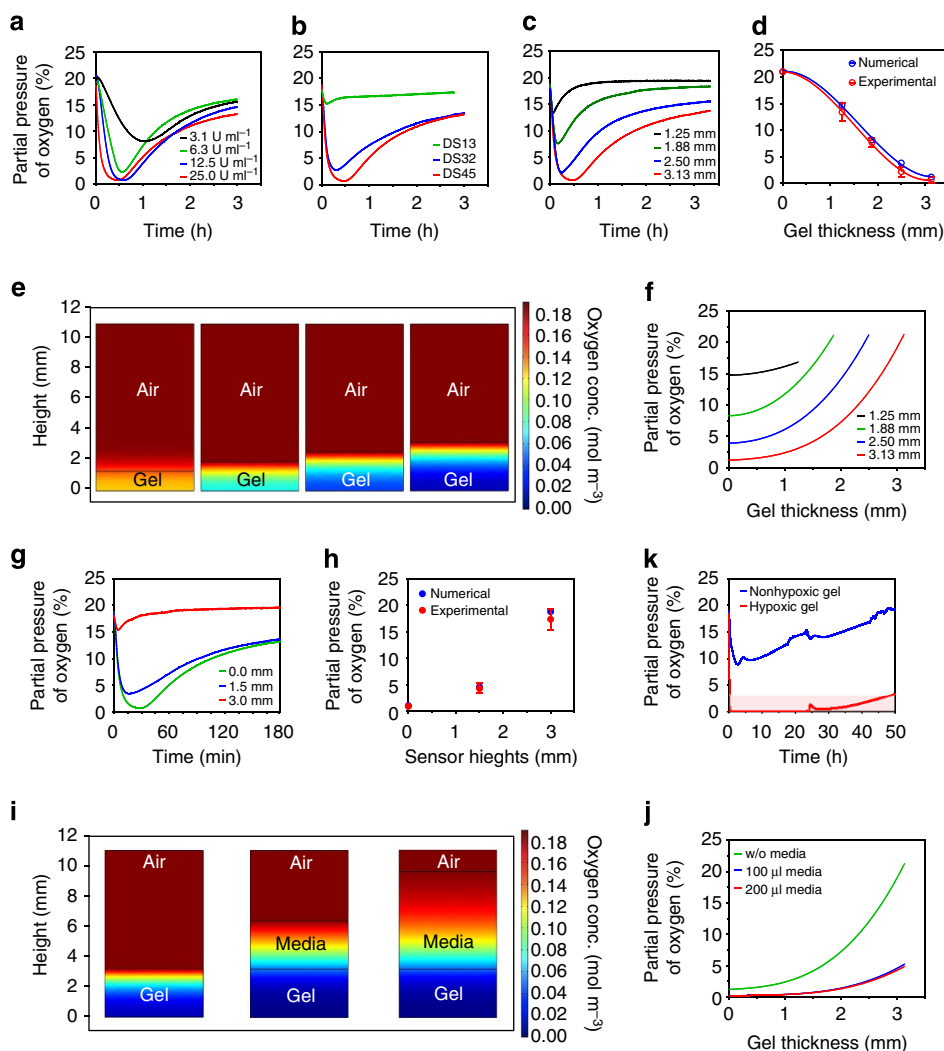 a
Partial pressure of oxygen (%)
25
20
15
10
5
0
3.1 U ml⁻¹
6.3 U ml⁻¹
12.5 U ml⁻¹
25.0 U ml⁻¹
0 1 2 3
Time (h)
b
25
20
15
10
5
0
DS13
DS32
DS45
0 1 2 3
Time (h)
c
25
20
15
10
5
0
1.25 mm
1.88 mm
2.50 mm
3.13 mm
0 1 2 3
Time (h)
d
25
20
15
10
5
0
Numerical
Experimental
0 1 2 3
Gel thickness (mm)
e
Height (mm)
12
10
8
6
4
2
0
Air
Gel
Air
Gel
Air
Gel
Air
Gel
0.18
0.16
0.14
0.12
0.10
0.08
0.06
0.04
0.02
0.00
Oxygen conc. (mol m⁻³)
f
Partial pressure of oxygen (%)
25
20
15
10
5
0
1.25 mm
1.88 mm
2.50 mm
3.13 mm
0 1 2 3
Gel thickness (mm)
g
Partial pressure of oxygen (%)
25
20
15
10
5
0
0.0 mm
1.5 mm
3.0 mm
0 60 120 180
Time (min)
h
Partial pressure of oxygen (%)
25
20
15
10
5
0
Numerical
Experimental
0 1 2 3
Sensor hieghts (mm)
k
Partial pressure of oxygen (%)
25
20
15
10
5
0
Nonhypoxic gel
Hypoxic gel
0 10 20 30 40 50
Time (h)
i
Height (mm)
12
10
8
6
4
2
0
Air
Gel
Air
Media
Gel
Air
Media
Gel
0.18
0.16
0.14
0.12
0.10
0.08
0.06
0.04
0.02
0.00
Oxygen conc. (mol m⁻³)
j
Partial pressure of oxygen (%)
25
20
15
10
5
0
w/o media
100 µl media
200 µl media
0 1 2 3
Gel thickness (mm)